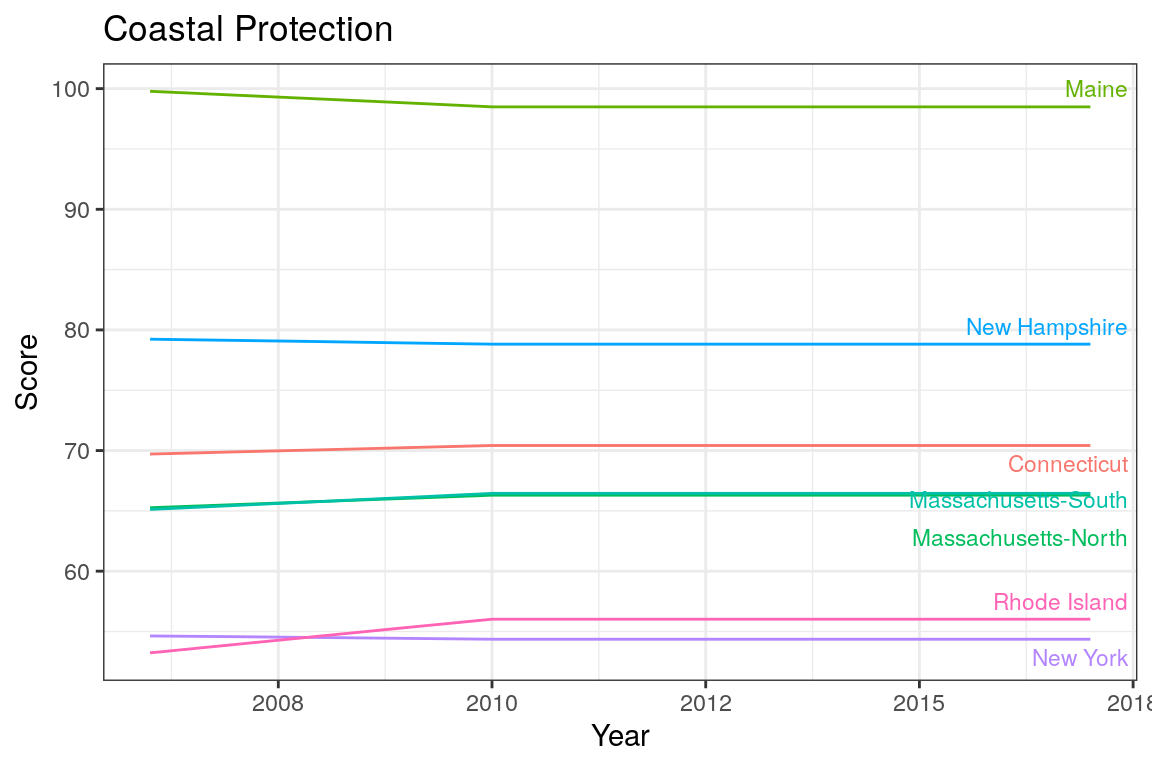 Coastal Protection
100
90
80
70
60
Score
Maine
New Hampshire
Connecticut
Massachusetts-South
Massachusetts-North
Rhode Island
New York
2008 2010 2012 2015 2018
Year